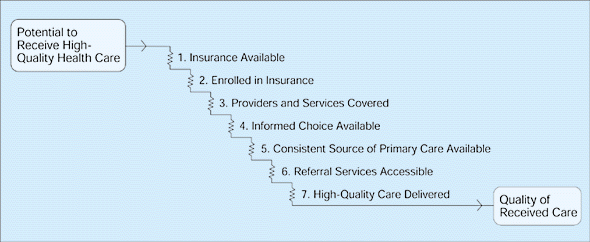 Potential to
Receive High-
Quality Health Care
1. Insurance Available
2. Enrolled in Insurance
3. Providers and Services Covered
4. Informed Choice Available
5. Consistent Source of Primary Care Available
6. Referral Services Accessible
7. High-Quality Care Delivered
Quality of
Received Care